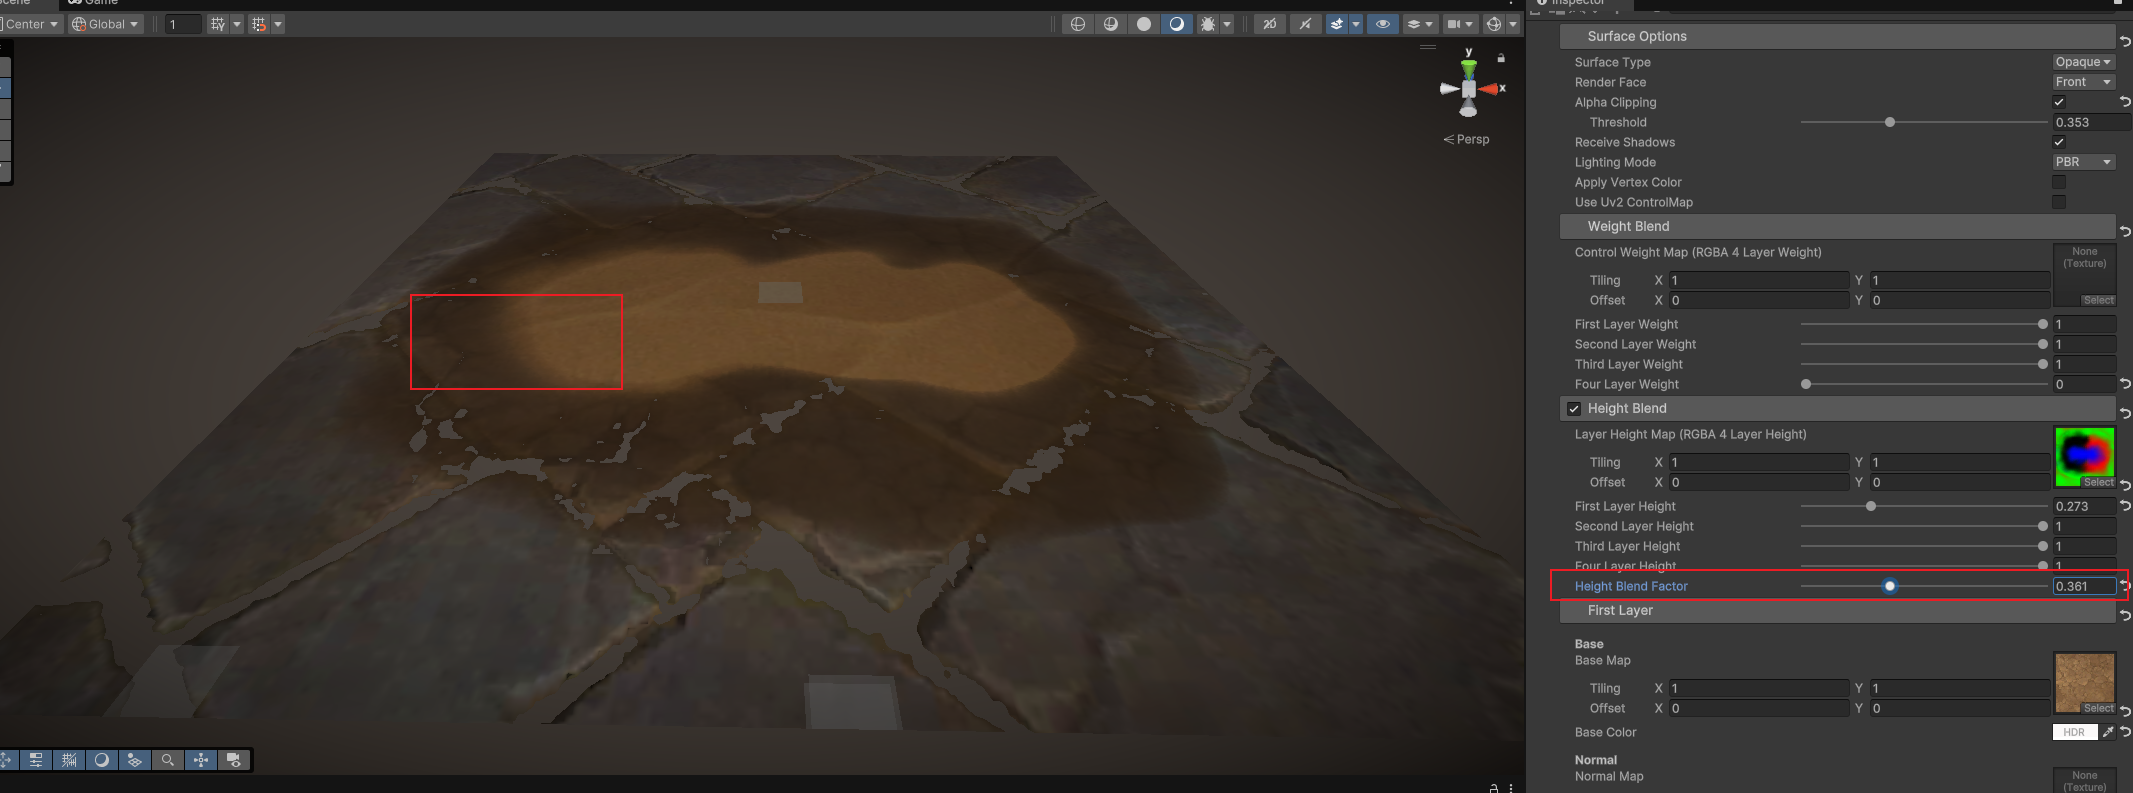 Scene Game
Center Global 1
2D
y
x
Persp
Inspector
Surface Options
Surface Type Opaque
Render Face Front
Alpha Clipping
Threshold 0.353
Receive Shadows
Lighting Mode PBR
Apply Vertex Color
Use Uv2 ControlMap
Weight Blend
Control Weight Map (RGBA 4 Layer Weight) None
(Texture)
Tiling X 1 Y 1
Offset X 0 Y 0 Select
First Layer Weight 1
Second Layer Weight 1
Third Layer Weight 1
Four Layer Weight 0
Height Blend
Layer Height Map (RGBA 4 Layer Height)
Tiling X 1 Y 1
Offset X 0 Y 0 Select
First Layer Height 0.273
Second Layer Height 1
Third Layer Height 1
Four Layer Height 1
Height Blend Factor 0.361
First Layer
Base
Base Map
Tiling X 1 Y 1
Offset X 0 Y 0 Select
Base Color HDR
Normal
Normal Map None
(Texture)